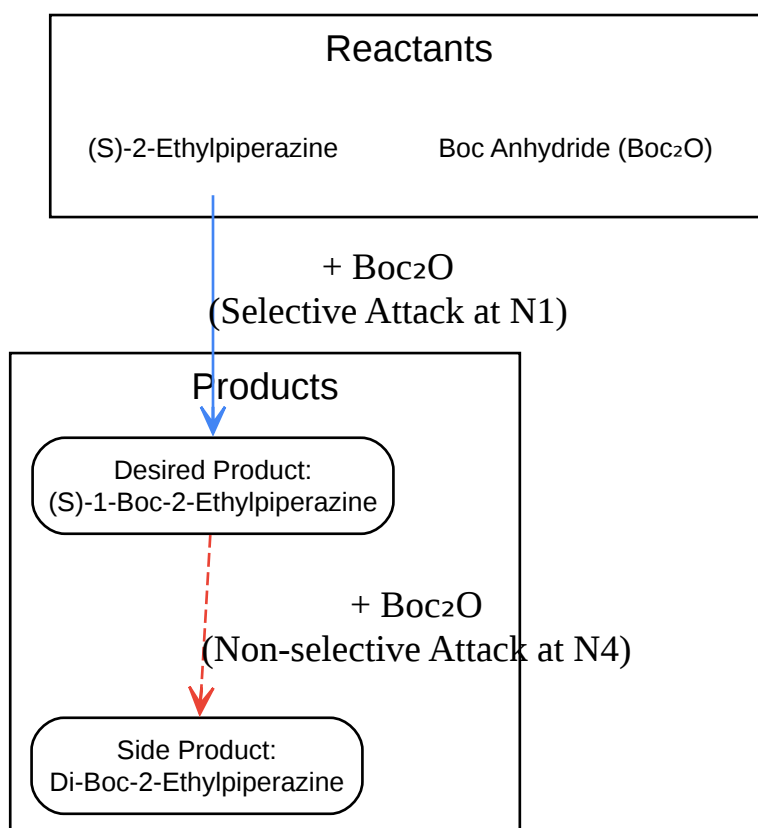 Reactants
(S)-2-Ethylpiperazine
Boc Anhydride (Boc₂O)
+ Boc₂O
(Selective Attack at N1)
Products
Desired Product:
(S)-1-Boc-2-Ethylpiperazine
+ Boc₂O
(Non-selective Attack at N4)
Side Product:
Di-Boc-2-Ethylpiperazine